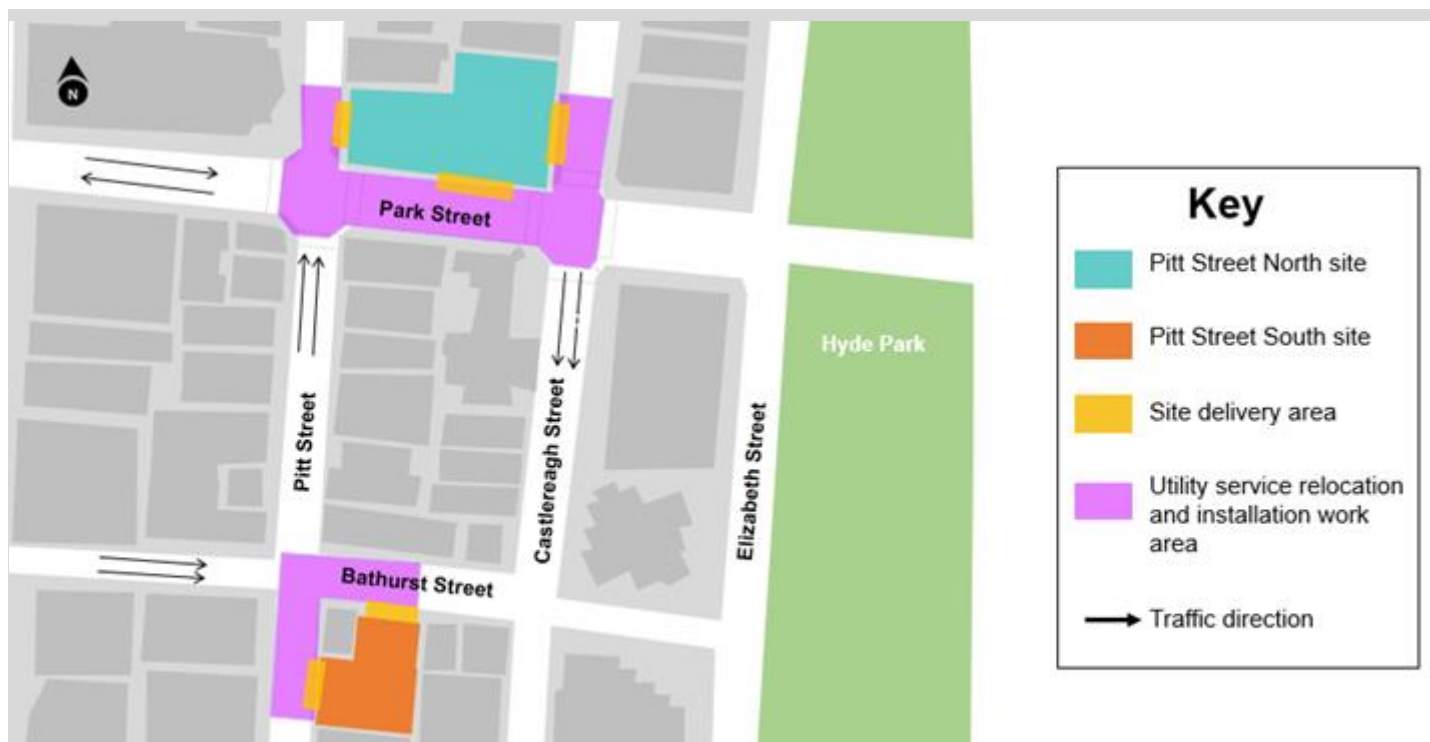 N
Park Street
Pitt Street
Castlereagh Street
Elizabeth Street
Hyde Park
Bathurst Street
Key
Pitt Street North site
Pitt Street South site
Site delivery area
Utility service relocation
and installation work
area
Traffic direction